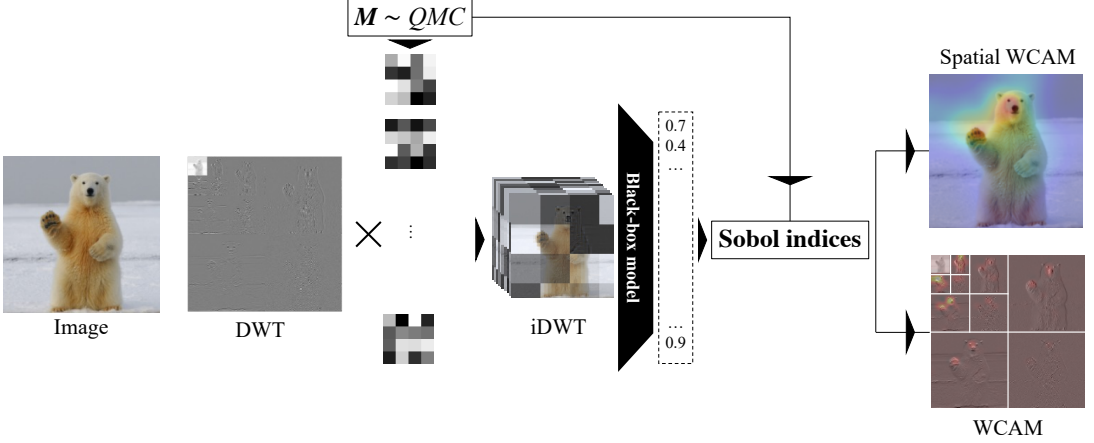 M ~ QMC
Spatial WCAM
0.7
0.4
...
Black-box model
Sobol indices
×
⋮
...
0.9
Image
DWT
iDWT
WCAM